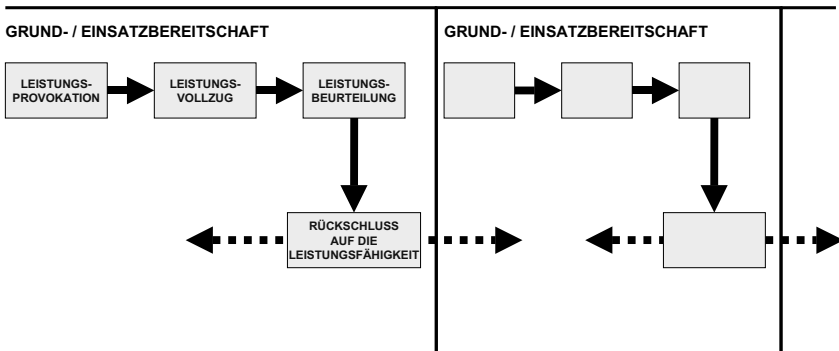 GRUND- / EINSATZBEREITSCHAFT
GRUND- / EINSATZBEREITSCHAFT
LEISTUNGS-
PROVOKATION
LEISTUNGS-
VOLLZUG
LEISTUNGS-
BEURTEILUNG
RÜCKSCHLUSS
AUF DIE
LEISTUNGSFÄHIGKEIT